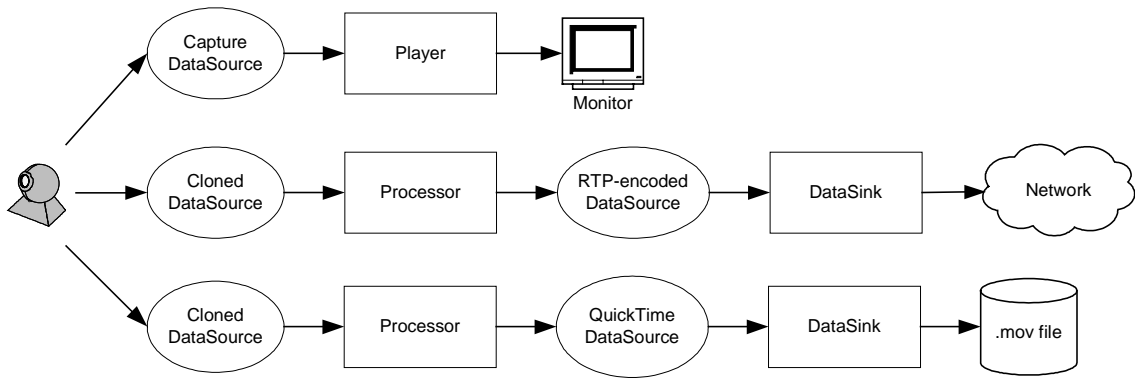 Capture
DataSource
Player
Monitor
Cloned
DataSource
Processor
RTP-encoded
DataSource
DataSink
Network
Cloned
DataSource
Processor
QuickTime
DataSource
DataSink
.mov file